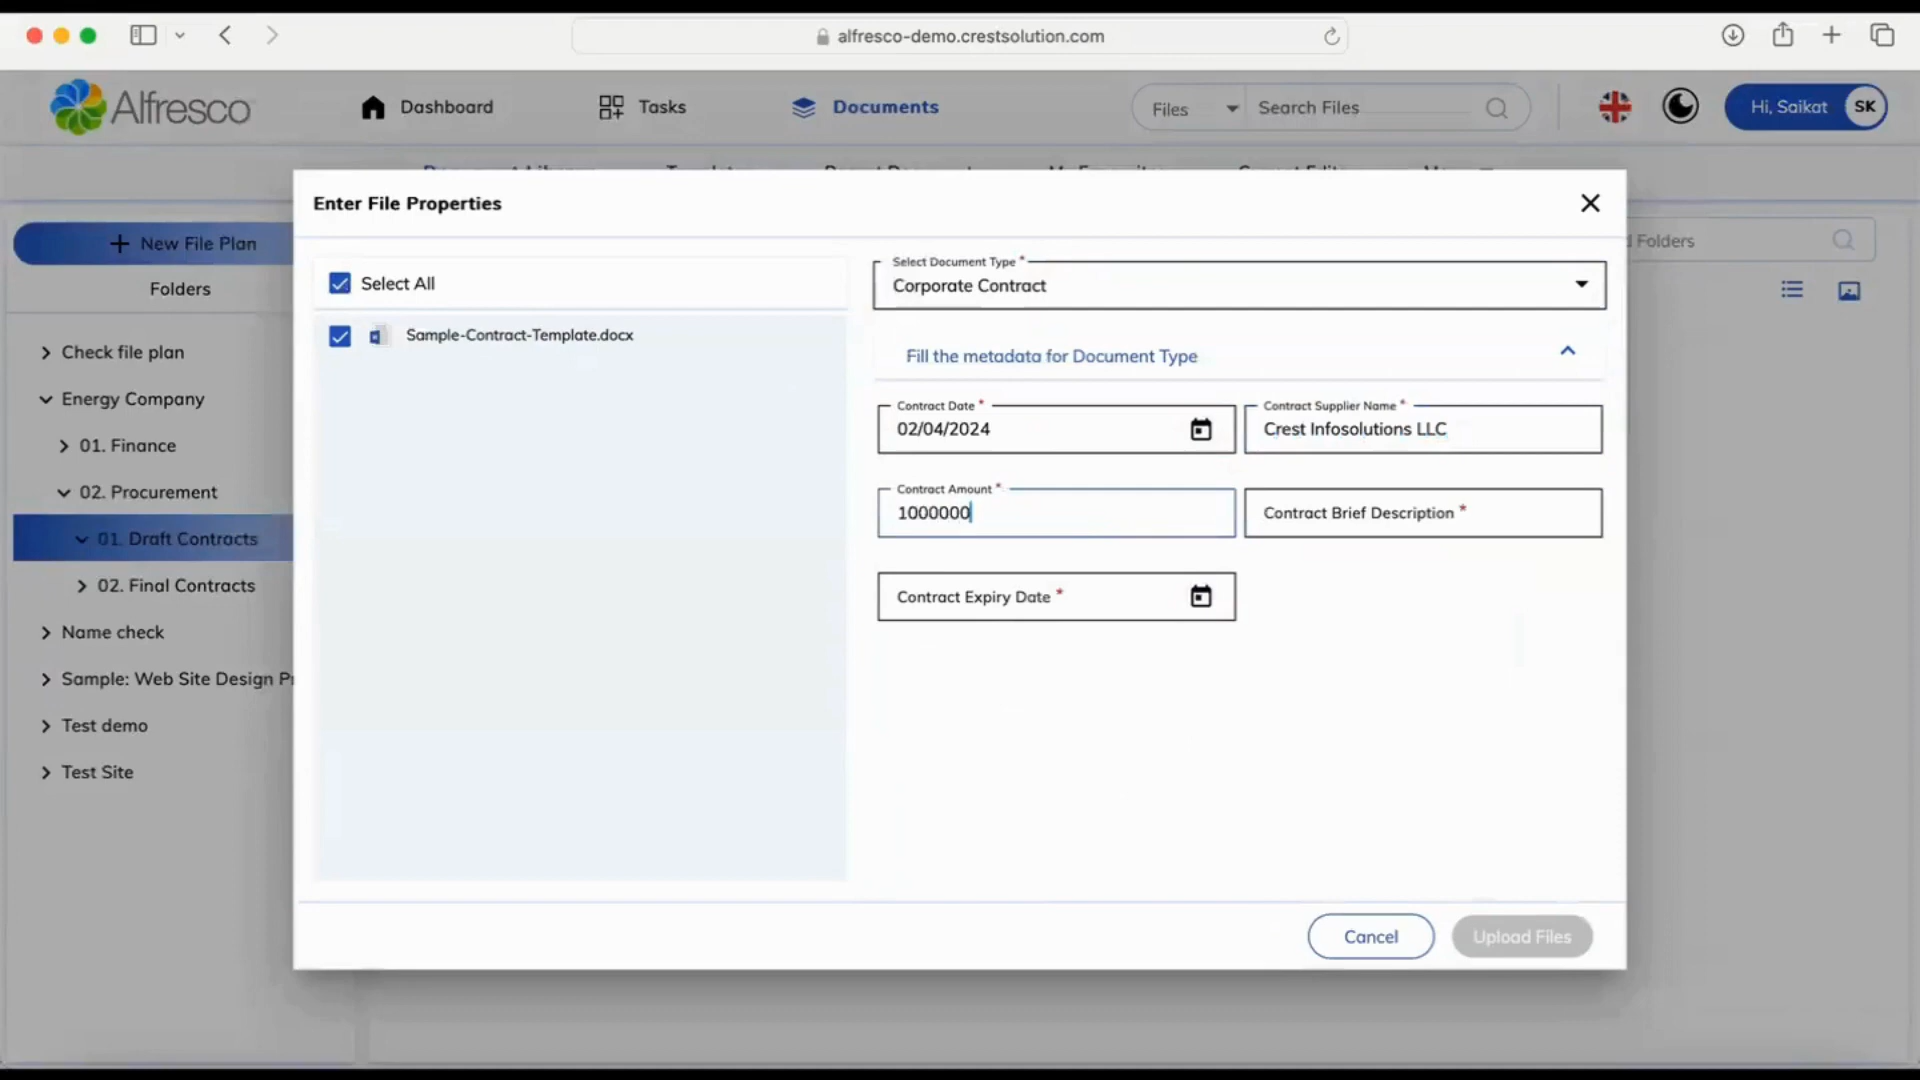 alfresco-demo.crestsolution.com
Alfresco
Dashboard
Tasks
Documents
Files
Search Files
Hi, Saikat
SK
Enter File Properties
New File Plan
Folders
Folders
Check file plan
Energy Company
01. Finance
02. Procurement
01. Draft Contracts
02. Final Contracts
Name check
Sample: Web Site Design
Test demo
Test Site
Select All
Sample-Contract-Template.docx
Select Document Type *
Corporate Contract
Fill the metadata for Document Type
Contract Date *
02/04/2024
Contract Supplier Name *
Crest Infosolutions LLC
Contract Amount *
1000000
Contract Brief Description *
Contract Expiry Date *
Cancel
Upload Files